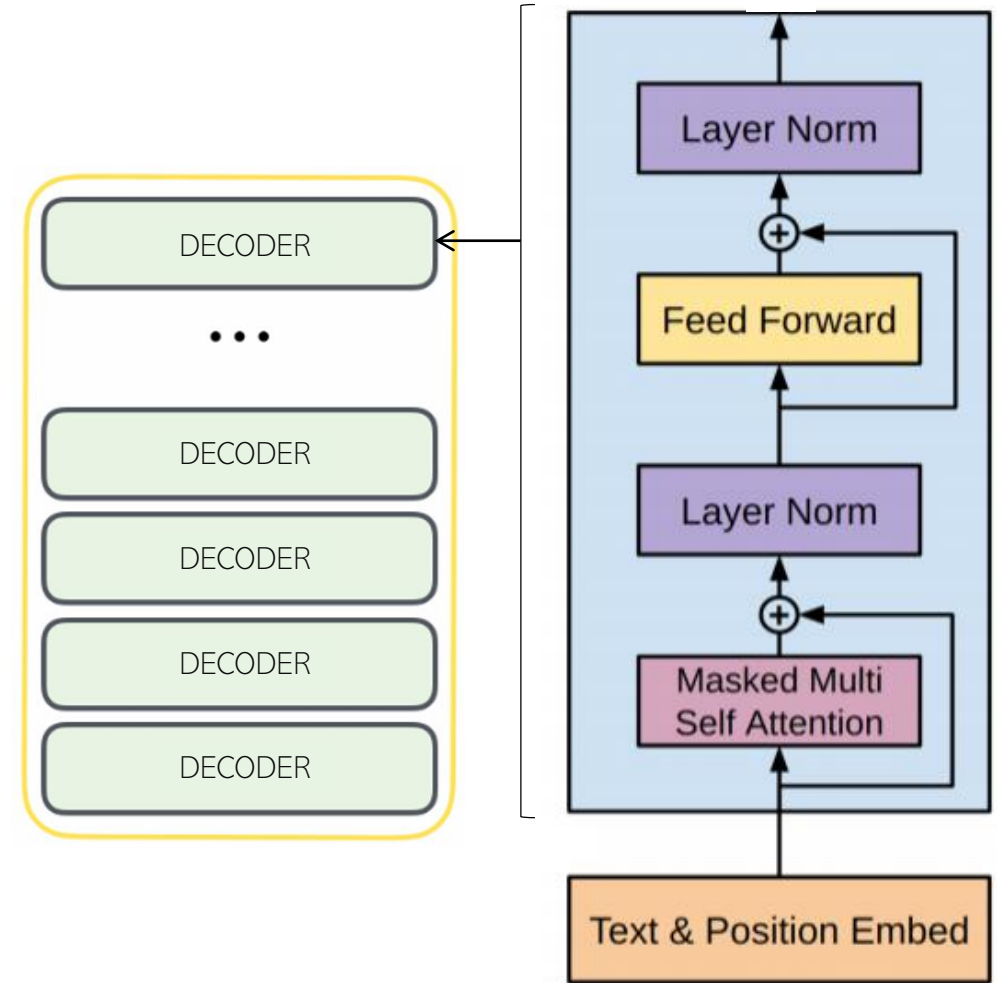 DECODER
• • •
DECODER
DECODER
DECODER
DECODER
Layer Norm
+
Feed Forward
Layer Norm
+
Masked Multi
Self Attention
Text & Position Embed